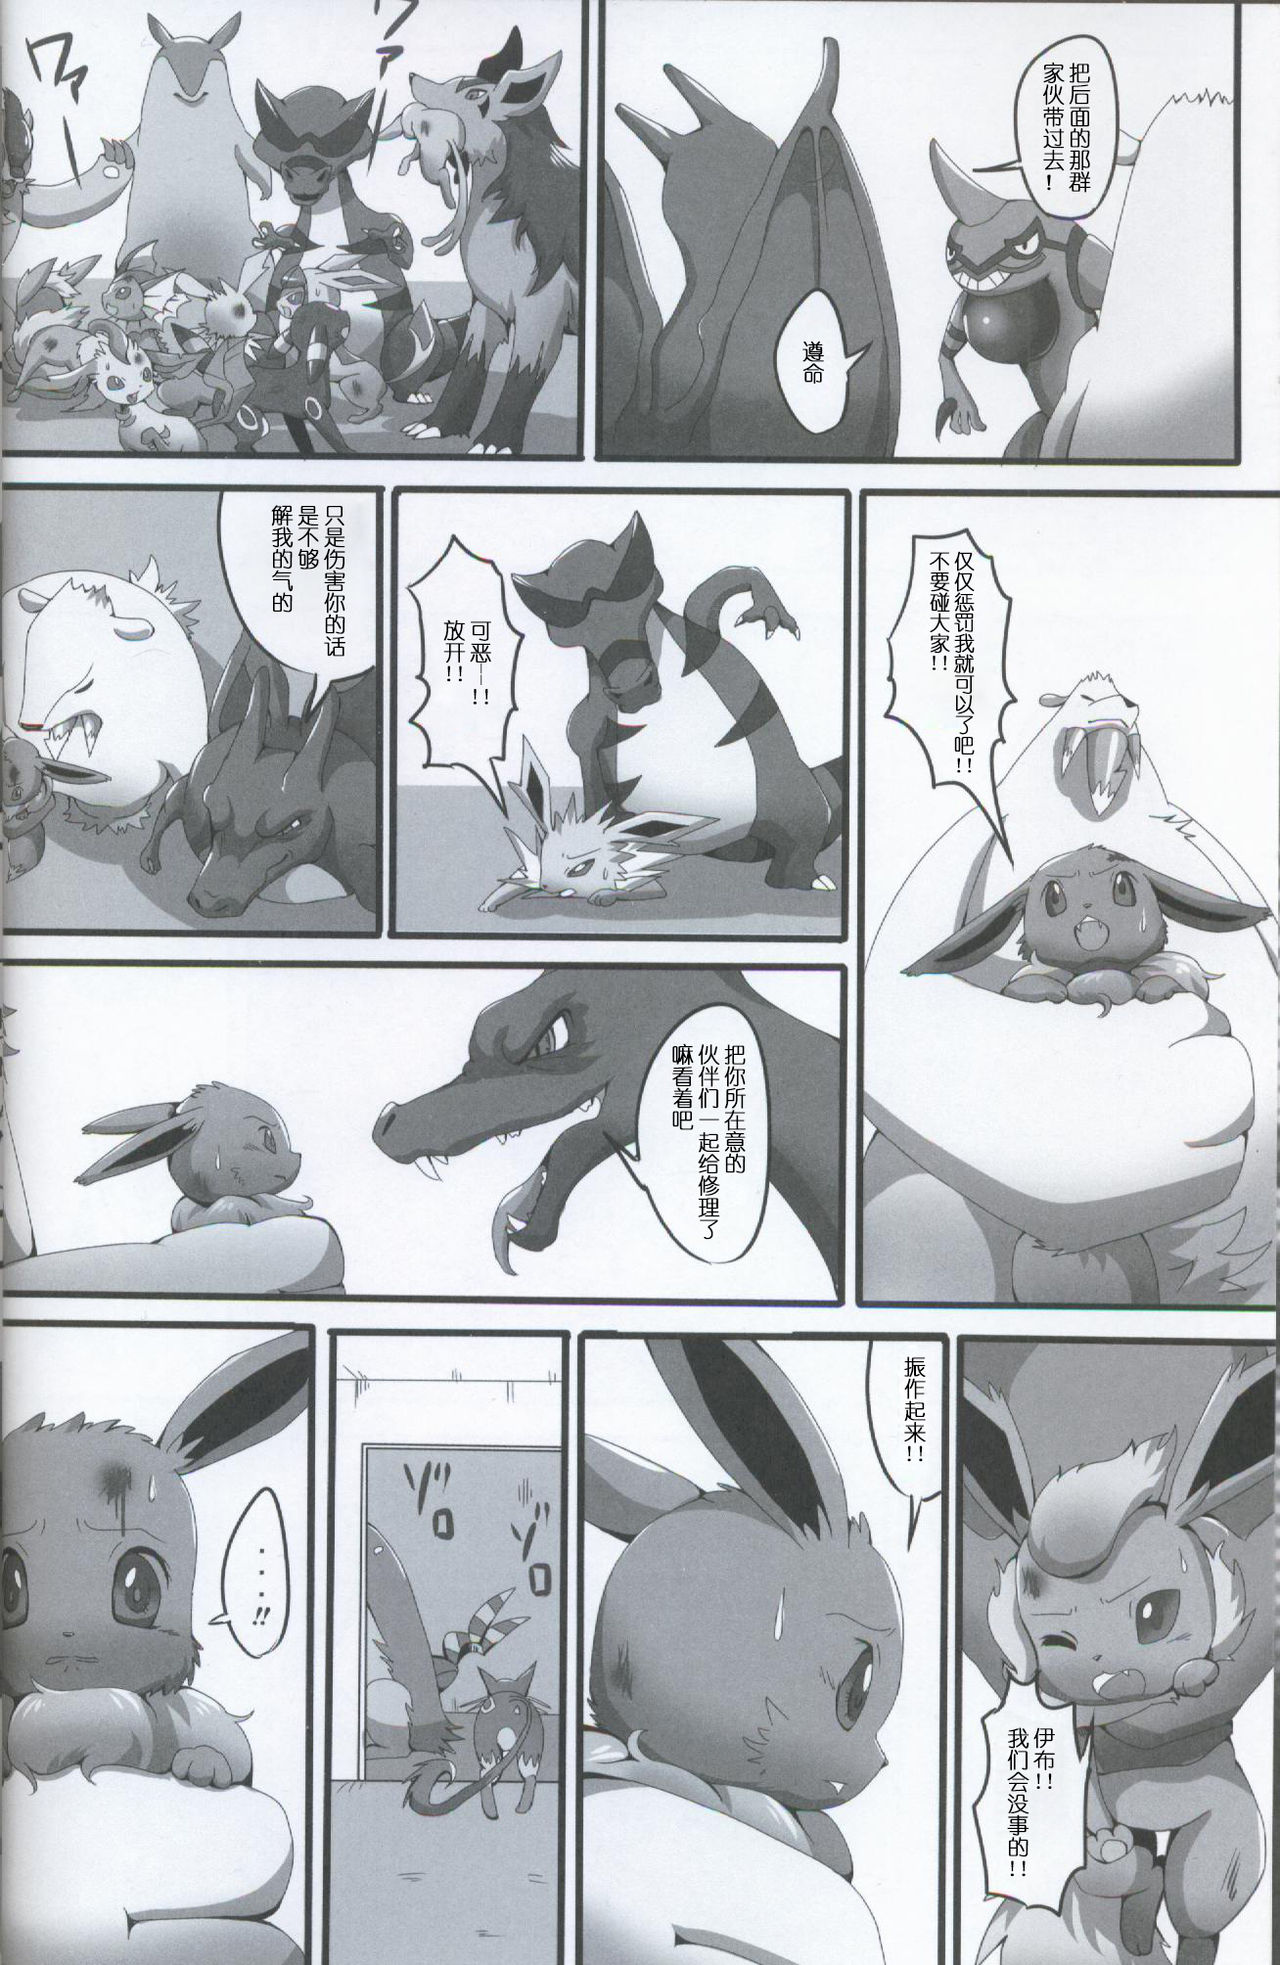 把后面的那群
家伙带过去！
遵命
ワァ
ワァ
仅仅惩罚我就可以了吧!!
不要碰大家!!
可恶—!!
放开!!
只是伤害你的话
是不够
解我的气的
把你所在意的
伙伴们一起给修理了
嘛看着吧
伊布!!
我们会没事的!!
振作起来!!
ゾロ
ゾロ
...!!